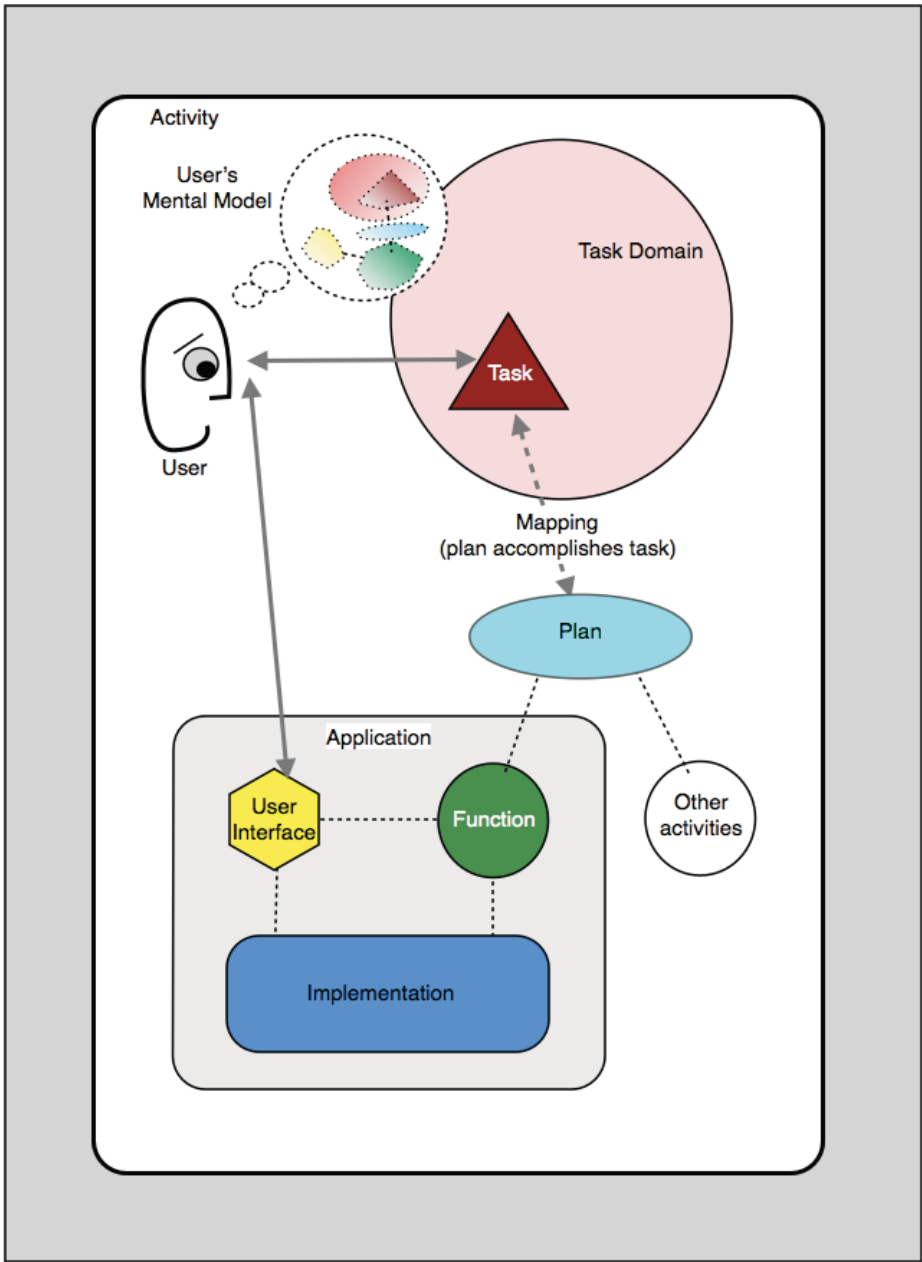 Activity
User's
Mental Model
Task Domain
Task
User
Mapping
(plan accomplishes task)
Plan
Application
User
Interface
Function
Other
activities
Implementation